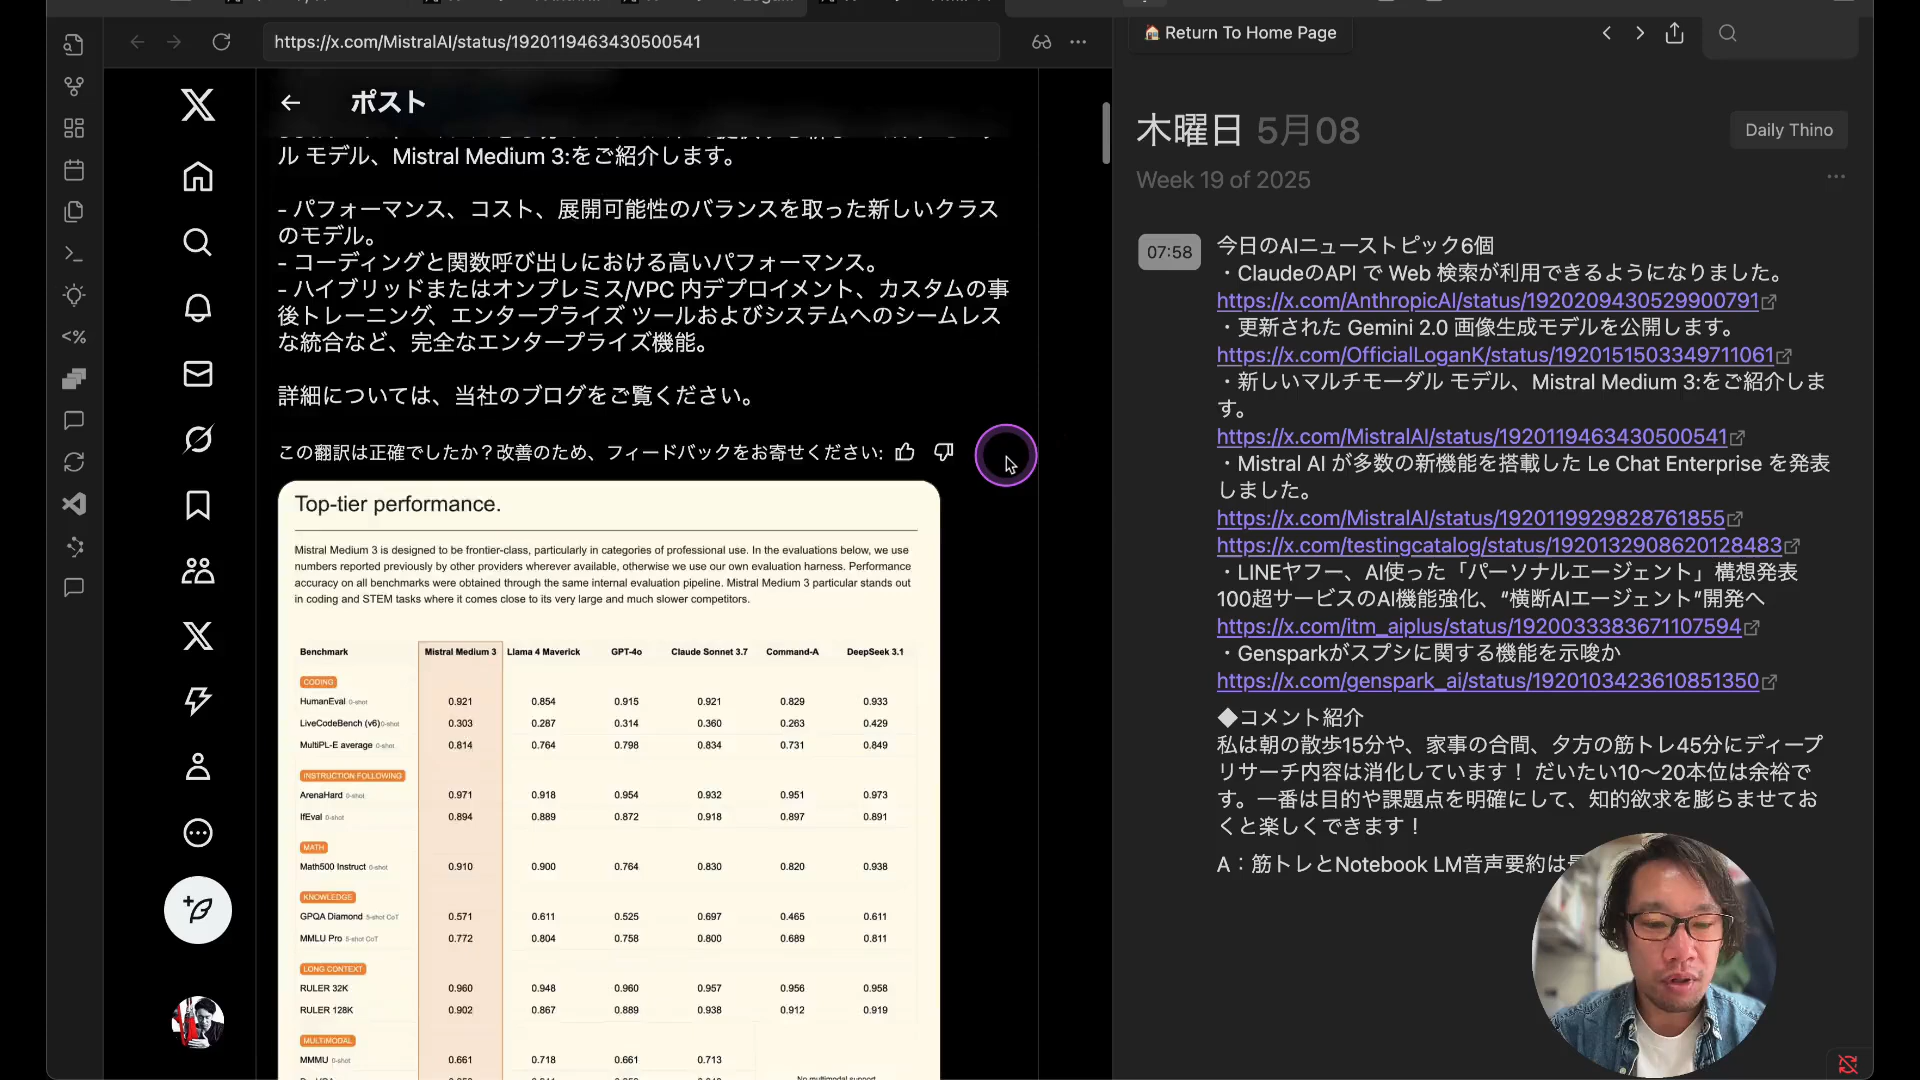 https://x.com/MistralAI/status/1920119463430500541
ポスト
ル モデル、Mistral Medium 3:をご紹介します。
- パフォーマンス、コスト、展開可能性のバランスを取った新しいクラス
のモデル。
- コーディングと関数呼び出しにおける高いパフォーマンス。
- ハイブリッドまたはオンプレミス/VPC 内デプロイメント、カスタムの事
後トレーニング、エンタープライズ ツールおよびシステムへのシームレス
な統合など、完全なエンタープライズ機能。
詳細については、当社のブログをご覧ください。
この翻訳は正確でしたか？改善のため、フィードバックをお寄せください:
Top-tier performance.
Mistral Medium 3 is designed to be frontier-class, particularly in categories of professional use. In the evaluations below, we use
numbers reported previously by other providers wherever available, otherwise we use our own evaluation harness. Performance
accuracy on all benchmarks were obtained through the same internal evaluation pipeline. Mistral Medium 3 particular stands out
in coding and STEM tasks where it comes close to its very large and much slower competitors.
Benchmark Mistral Medium 3 Llama 4 Maverick GPT-4o Claude Sonnet 3.7 Command-A DeepSeek 3.1
CODING
HumanEval 0-shot 0.921 0.854 0.915 0.921 0.829 0.933
LiveCodeBench (v6) 0-shot 0.303 0.287 0.314 0.360 0.263 0.429
MultiPL-E average 0-shot 0.814 0.764 0.798 0.834 0.731 0.849
INSTRUCTION FOLLOWING
ArenaHard 0-shot 0.971 0.918 0.954 0.932 0.951 0.973
IfEval 0-shot 0.894 0.889 0.872 0.918 0.897 0.891
MATH
Math500 Instruct 0-shot 0.910 0.900 0.764 0.830 0.820 0.938
KNOWLEDGE
GPQA Diamond 5-shot CoT 0.571 0.611 0.525 0.697 0.465 0.611
MMLU Pro 5-shot CoT 0.772 0.804 0.758 0.800 0.689 0.811
LONG CONTEXT
RULER 32K 0.960 0.948 0.960 0.957 0.956 0.958
RULER 128K 0.902 0.867 0.889 0.938 0.912 0.919
MULTIMODAL
MMMU 0-shot 0.661 0.718 0.661 0.713
No multimodal support
Return To Home Page
木曜日 5月08
Daily Thino
Week 19 of 2025
07:58
今日のAIニューストピック6個
・ClaudeのAPI で Web 検索が利用できるようになりました。
https://x.com/AnthropicAI/status/1920209430529900791
・更新された Gemini 2.0 画像生成モデルを公開します。
https://x.com/OfficialLoganK/status/1920151503349711061
・新しいマルチモーダル モデル、Mistral Medium 3:をご紹介しま
す。
https://x.com/MistralAI/status/1920119463430500541
・Mistral AI が多数の新機能を搭載した Le Chat Enterprise を発表
しました。
https://x.com/MistralAI/status/1920119929828761855
https://x.com/testingcatalog/status/1920132908620128483
・LINEヤフー、AI使った「パーソナルエージェント」構想発表
100超サービスのAI機能強化、“横断AIエージェント”開発へ
https://x.com/itm_aiplus/status/1920033383671107594
・Gensparkがスプシに関する機能を示唆か
https://x.com/genspark_ai/status/1920103423610851350
◆コメント紹介
私は朝の散歩15分や、家事の合間、夕方の筋トレ45分にディープ
リサーチ内容は消化しています！ だいたい10〜20本位は余裕で
す。一番は目的や課題点を明確にして、知的欲求を膨らませてお
くと楽しくできます！
A：筋トレとNotebook LM音声要約は